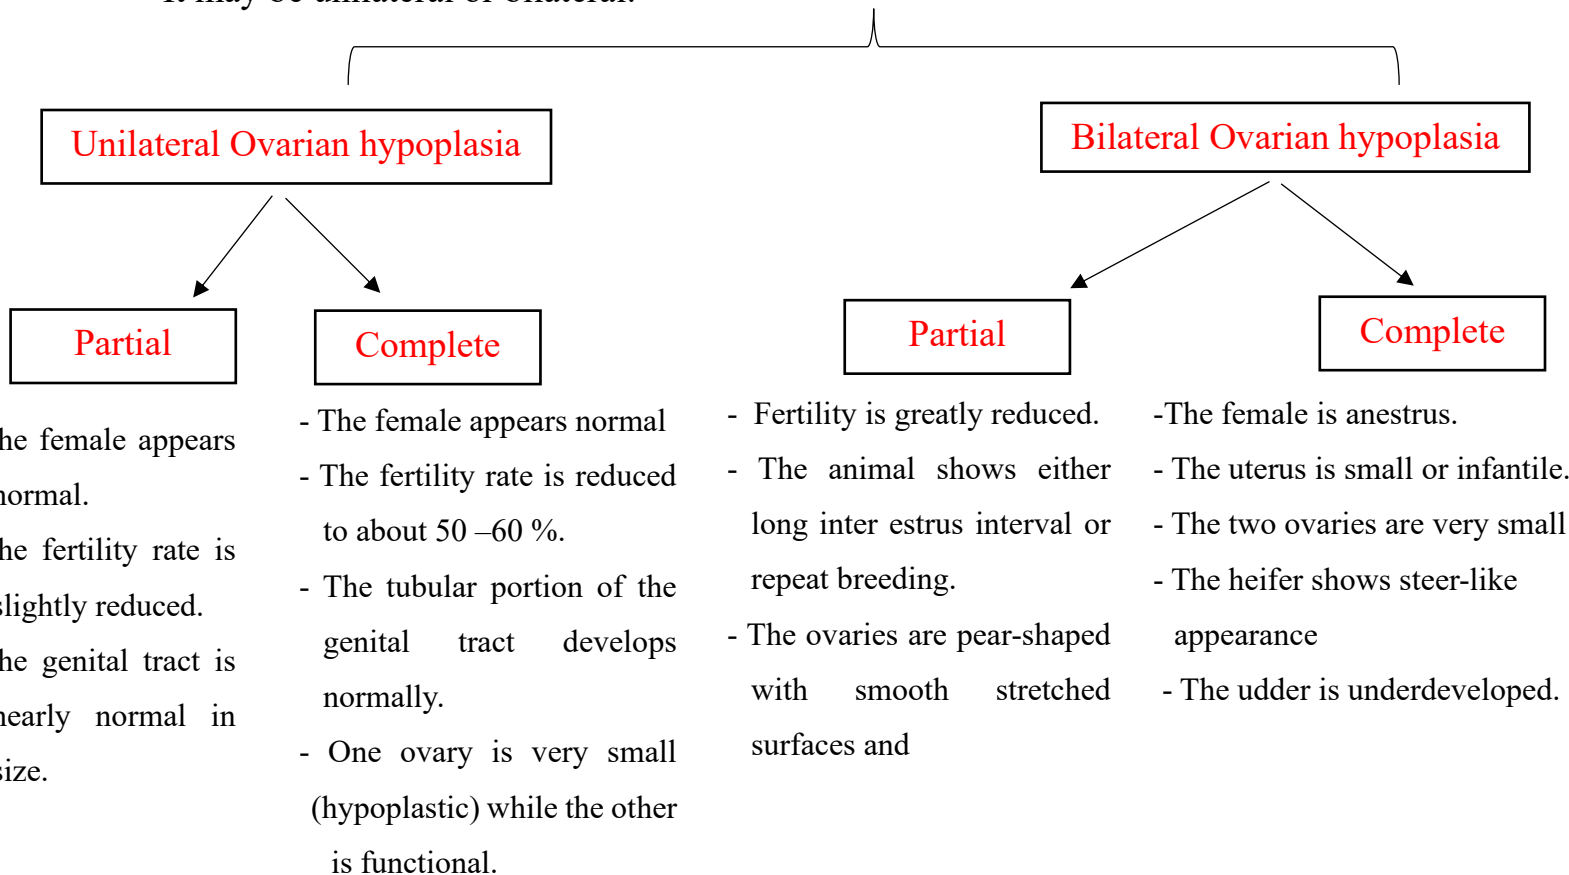 It may be unilateral or bilateral.
Unilateral Ovarian hypoplasia
Bilateral Ovarian hypoplasia
Partial
Complete
Partial
Complete
he female appears
normal.
he fertility rate is
slightly reduced.
he genital tract is
nearly normal in
size.
- The female appears normal
- The fertility rate is reduced
to about 50 –60 %.
- The tubular portion of the
genital tract develops
normally.
- One ovary is very small
(hypoplastic) while the other
is functional.
- Fertility is greatly reduced.
- The animal shows either
long inter estrus interval or
repeat breeding.
- The ovaries are pear-shaped
with smooth stretched
surfaces and
-The female is anestrus.
- The uterus is small or infantile.
- The two ovaries are very small
- The heifer shows steer-like
appearance
- The udder is underdeveloped.